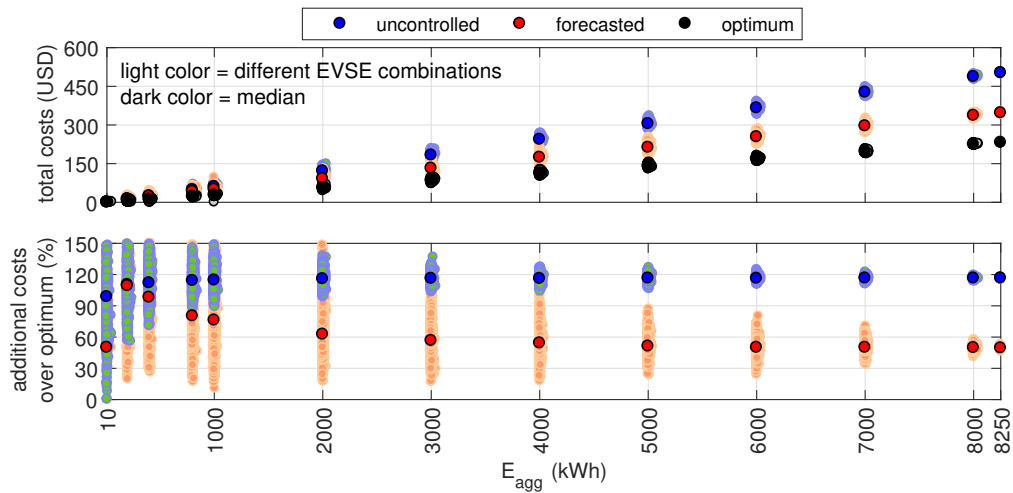 uncontrolled forecasted optimum
light color = different EVSE combinations
dark color = median
total costs (USD)
600
450
300
150
0
additional costs
over optimum (%)
150
120
90
60
30
0
10 1000 2000 3000 4000 5000 6000 7000 8000 8250
E_agg (kWh)